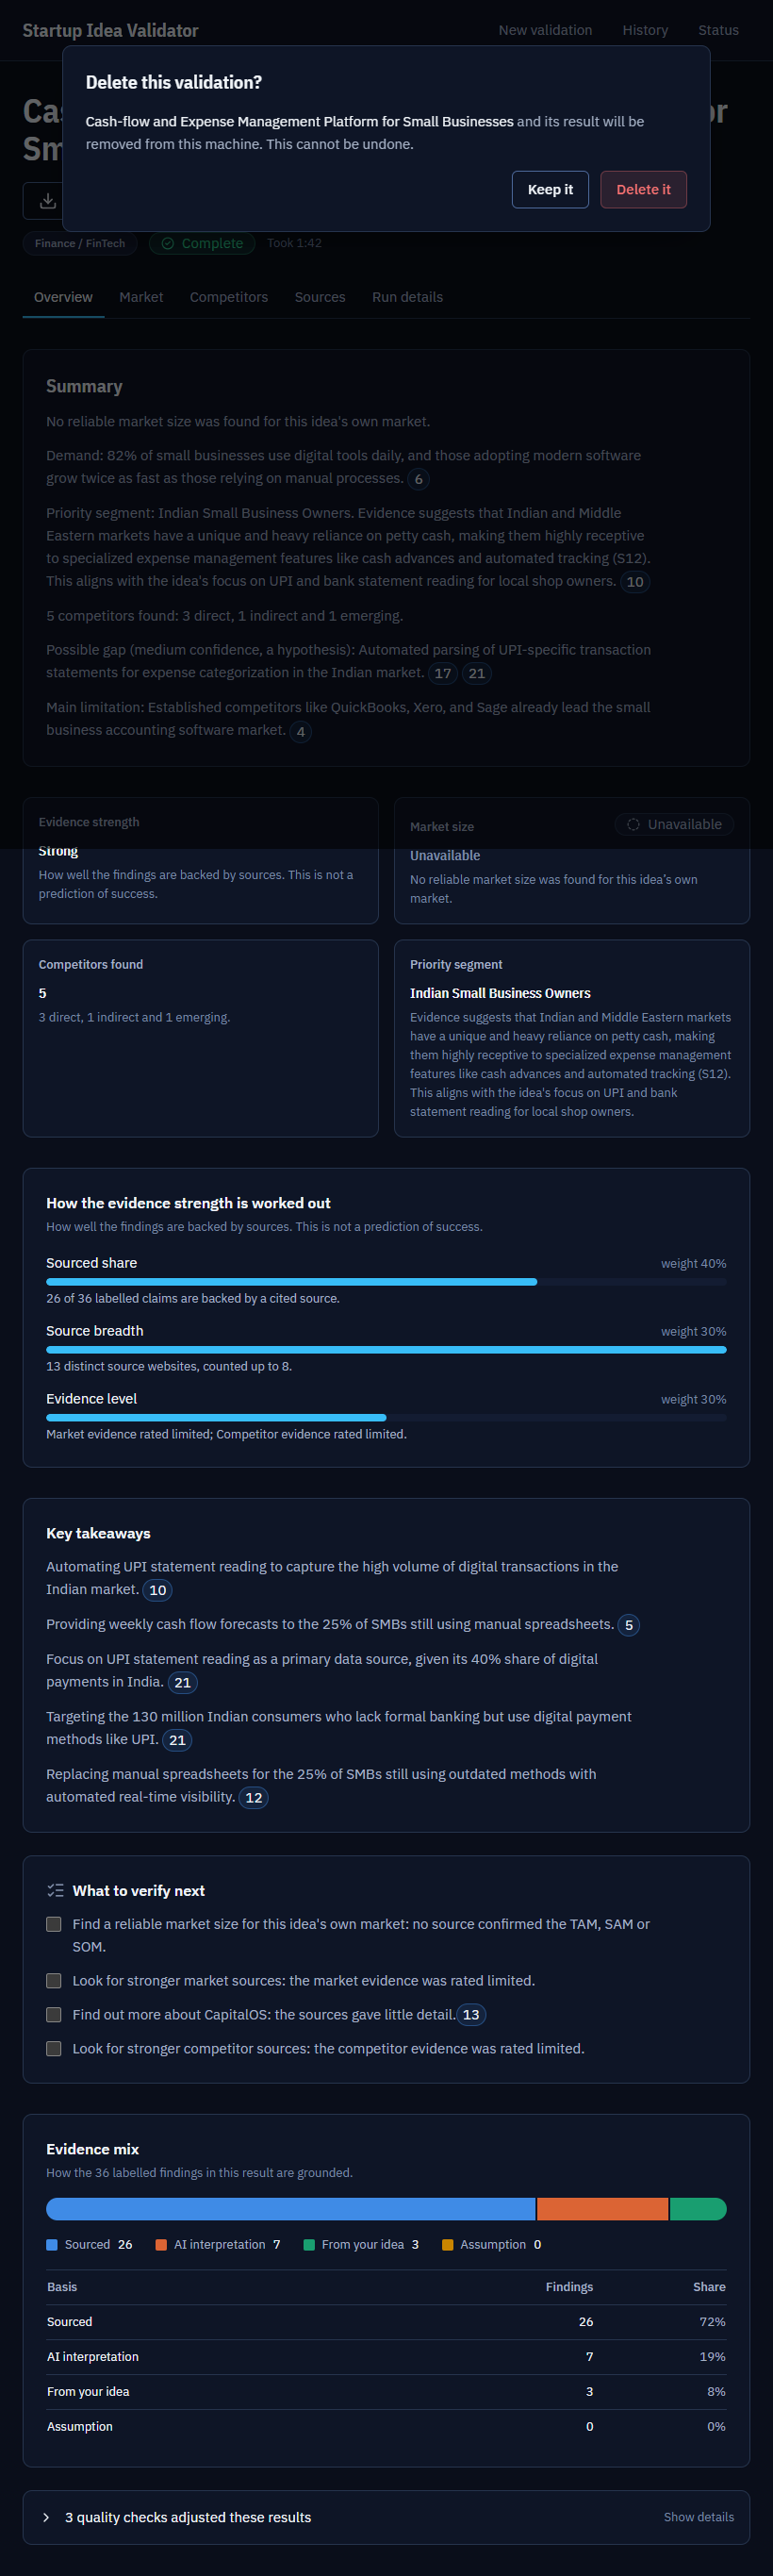 Startup Idea Validator
New validation
History
Status
Delete this validation?
Cash-flow and Expense Management Platform for Small Businesses and its result will be
removed from this machine. This cannot be undone.
Keep it
Delete it
Finance / FinTech
Complete
Took 1:42
Overview
Market
Competitors
Sources
Run details
Summary
No reliable market size was found for this idea's own market.
Demand: 82% of small businesses use digital tools daily, and those adopting modern software
grow twice as fast as those relying on manual processes. 6
Priority segment: Indian Small Business Owners. Evidence suggests that Indian and Middle
Eastern markets have a unique and heavy reliance on petty cash, making them highly receptive
to specialized expense management features like cash advances and automated tracking (S12).
This aligns with the idea's focus on UPI and bank statement reading for local shop owners. 10
5 competitors found: 3 direct, 1 indirect and 1 emerging.
Possible gap (medium confidence, a hypothesis): Automated parsing of UPI-specific transaction
statements for expense categorization in the Indian market. 17 21
Main limitation: Established competitors like QuickBooks, Xero, and Sage already lead the small
business accounting software market. 4
Evidence strength
Strong
How well the findings are backed by sources. This is not a
prediction of success.
Market size
Unavailable
Unavailable
No reliable market size was found for this idea's own
market.
Competitors found
5
3 direct, 1 indirect and 1 emerging.
Priority segment
Indian Small Business Owners
Evidence suggests that Indian and Middle Eastern markets
have a unique and heavy reliance on petty cash, making
them highly receptive to specialized expense management
features like cash advances and automated tracking (S12).
This aligns with the idea's focus on UPI and bank
statement reading for local shop owners.
How the evidence strength is worked out
How well the findings are backed by sources. This is not a prediction of success.
Sourced share
weight 40%
26 of 36 labelled claims are backed by a cited source.
Source breadth
weight 30%
13 distinct source websites, counted up to 8.
Evidence level
weight 30%
Market evidence rated limited; Competitor evidence rated limited.
Key takeaways
Automating UPI statement reading to capture the high volume of digital transactions in the
Indian market. 10
Providing weekly cash flow forecasts to the 25% of SMBs still using manual spreadsheets. 5
Focus on UPI statement reading as a primary data source, given its 40% share of digital
payments in India. 21
Targeting the 130 million Indian consumers who lack formal banking but use digital payment
methods like UPI. 21
Replacing manual spreadsheets for the 25% of SMBs still using outdated methods with
automated real-time visibility. 12
What to verify next
Find a reliable market size for this idea's own market: no source confirmed the TAM, SAM or
SOM.
Look for stronger market sources: the market evidence was rated limited.
Find out more about CapitalOS: the sources gave little detail. 13
Look for stronger competitor sources: the competitor evidence was rated limited.
Evidence mix
How the 36 labelled findings in this result are grounded.
Sourced 26
AI interpretation 7
From your idea 3
Assumption 0
Basis Findings Share
Sourced 26 72%
AI interpretation 7 19%
From your idea 3 8%
Assumption 0 0%
3 quality checks adjusted these results
Show details